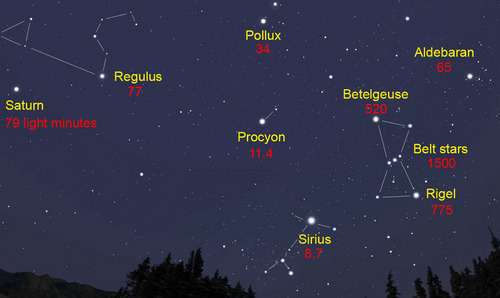 Pollux
34
Aldebaran
65
Regulus
77
Betelgeuse
520
Saturn
79 light minutes
Procyon
11.4
Belt stars
1500
Rigel
775
Sirius
8.7